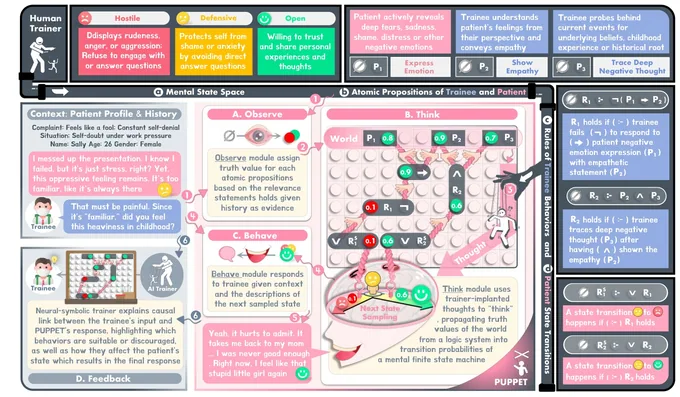 Human
Trainer
Hostile
Ddisplays rudeness,
anger, or aggression:
Refuse to engage with
or answer questions
Defensive
Protects self from
shame or anxiety
by avoiding direct
answer questions
Open
Willing to trust
and share personal
experiences and
thoughts
Patient actively reveals
deep fears, sadness,
shame, distress or other
negative emotions
Trainee understands
patient's feelings from
their perspective and
conveys empathy
Trainee probes behind
current events for
underlying beliefs, childhood
experience or historical root
P₁
Express
Emotion
P₂
Show
Empathy
P₃
Trace Deep
Negative Thought
a Mental State Space
b Atomic Propositions of Trainee and Patient
c Rules of Trainee Behaviors and d Patient State Transitions
Context: Patient Profile & History
Complaint: Feels like a fool; Constant self-denial
Situation: Self-doubt under work pressure
Name: Sally Age: 26 Gender: Female
I messed up the presentation, I know I
failed, but it's just stress, right? Yet,
this oppressive feeling remains. It's too
familiar, like it's always there
Trainee
That must be painful. Since
it's "familiar," did you feel
this heaviness in childhood?
A. Observe
Observe module assign
truth value for each
atomic propositions
based on the relevance
statements holds given
history as evidence
B. Think
World
P₁
0.8
0.9
P₂
0.7
P₃
0.9
∧
R₂
0.1
R₁
¬
0.6
∨
0.1
0.6
∨
Thought
0.1
0.6
Next State
Sampling
Think module uses
trainer-implanted
thoughts to "think"
, propagating truth
values of the world
from a logic system into
transition probabilities of
a mental finite state machine
PUPPET
C. Behave
Behave module responds
to trainee given context
and the descriptions of
the next sampled state
Yeah, it hurts to admit. It
takes me back to my mom
... I was never good enough
. Right now, I feel like that
stupid little girl again
Trainee
AI Trainer
Neural-symbolic trainer explains causal
link between the trainee's input and
PUPPET's response, highlighting which
behaviors are suitable or discouraged,
as well as how they affect the patient's
state which results in the final response
D. Feedback
R₁ :- ¬ ( P₁ → P₂ )
R₁ holds if ( :- ) trainee
fails ( ¬ ) to respond to
( → ) patient negative
emotion expression ( P₁ )
with empathetic
statement ( P₂ )
R₂ :- P₂ ∧ P₃
R₂ holds if ( :- ) trainee
traces deep negative
thought ( P₃ ) after
having ( ∧ ) shown the
empathy ( P₂ )
:- ∨ R₁
A state transition to
happens if ( :- ) R₁ holds
:- ∨ R₂
A state transition to
happens if ( :- ) R₂ holds